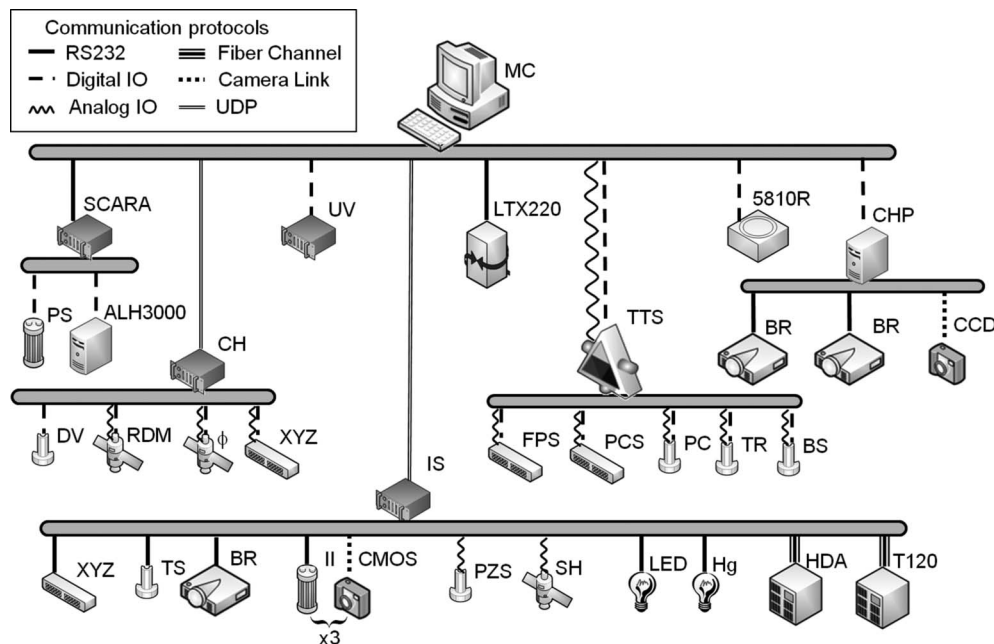 Communication protocols
RS232
Fiber Channel
Digital IO
Camera Link
Analog IO
UDP
MC
SCARA
UV
LTX220
5810R
CHP
PS
ALH3000
CH
TTS
BR
BR
CCD
DV
RDM
ϕ
XYZ
FPS
PCS
PC
TR
BS
IS
XYZ
TS
BR
II
CMOS
PZS
SH
LED
Hg
HDA
T120
x3